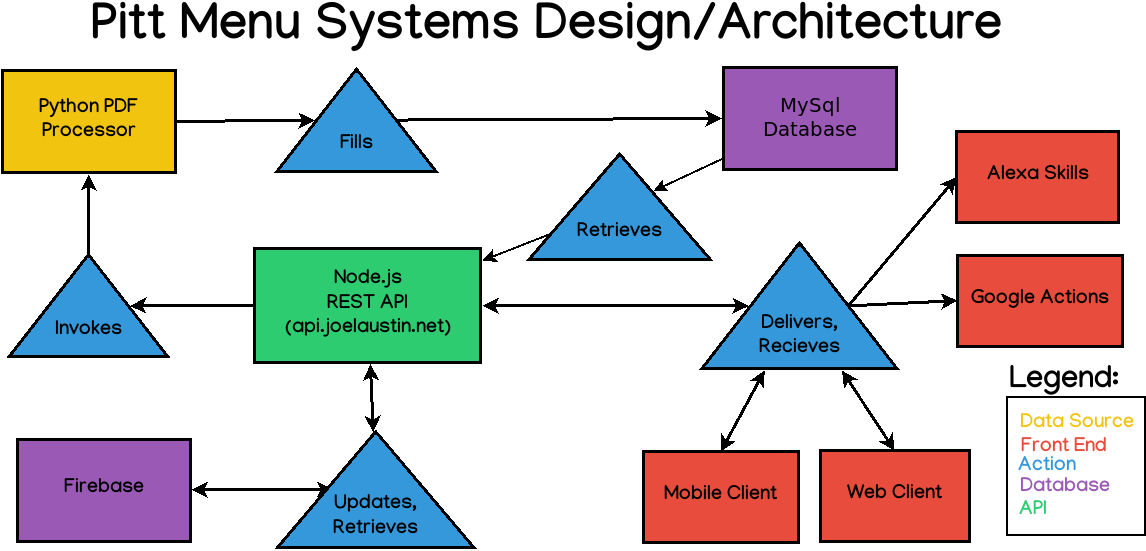 Pitt Menu Systems Design/Architecture
Python PDF
Processor
Fills
MySql
Database
Alexa Skills
Retrieves
Node.js
REST API
(api.joelaustin.net)
Invokes
Delivers,
Recieves
Google Actions
Legend:
Data Source
Front End
Action
Database
API
Firebase
Updates,
Retrieves
Mobile Client
Web Client